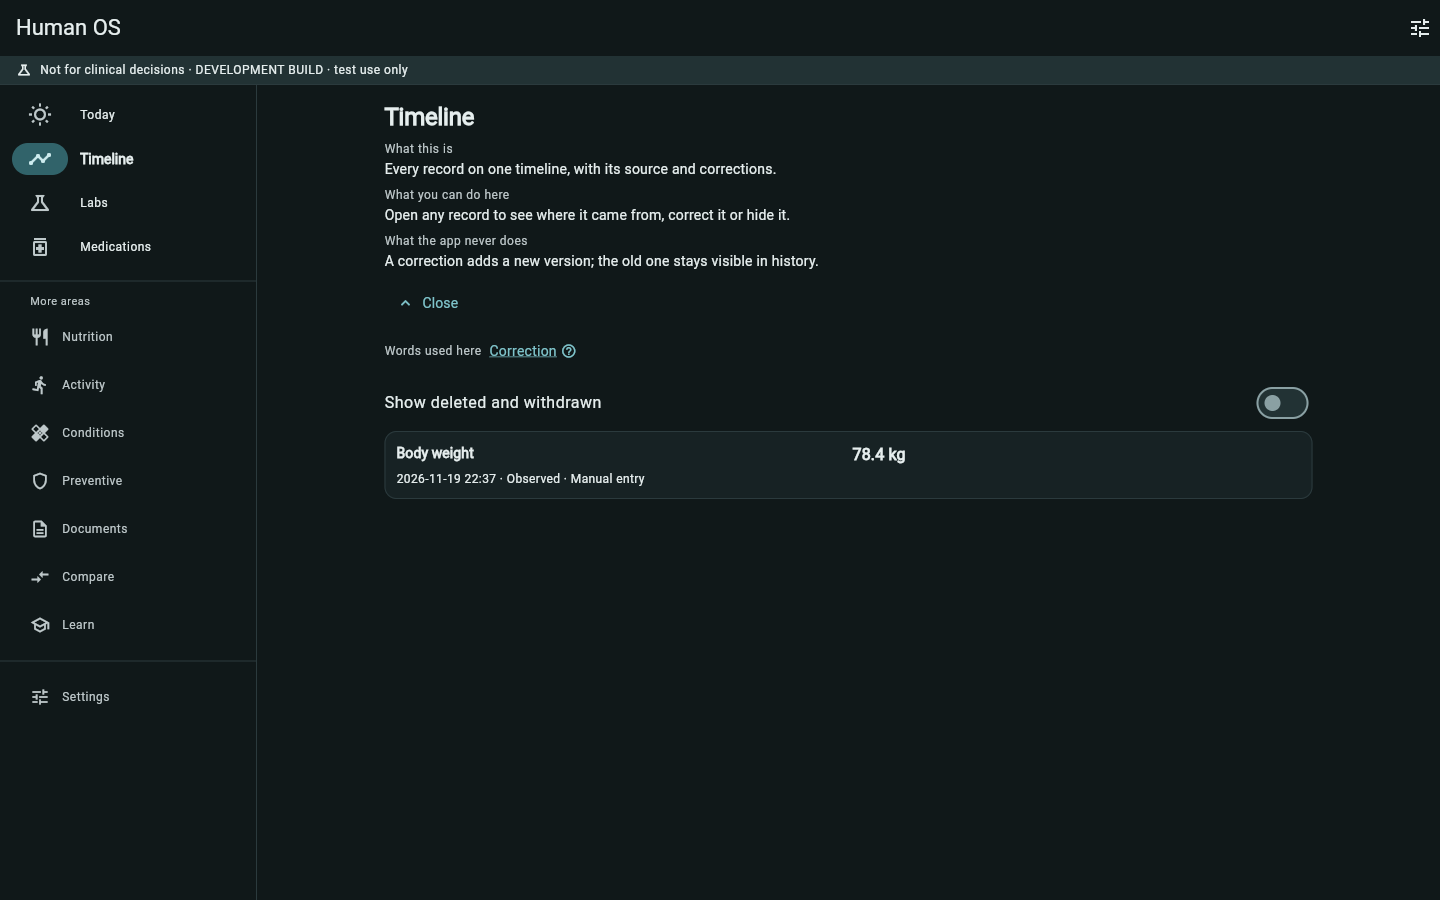 Human OS
Not for clinical decisions · DEVELOPMENT BUILD · test use only
Today
Timeline
Labs
Medications
More areas
Nutrition
Activity
Conditions
Preventive
Documents
Compare
Learn
Settings
Timeline
What this is
Every record on one timeline, with its source and corrections.
What you can do here
Open any record to see where it came from, correct it or hide it.
What the app never does
A correction adds a new version; the old one stays visible in history.
Close
Words used here Correction
Show deleted and withdrawn
Body weight 78.4 kg
2026-11-19 22:37 · Observed · Manual entry